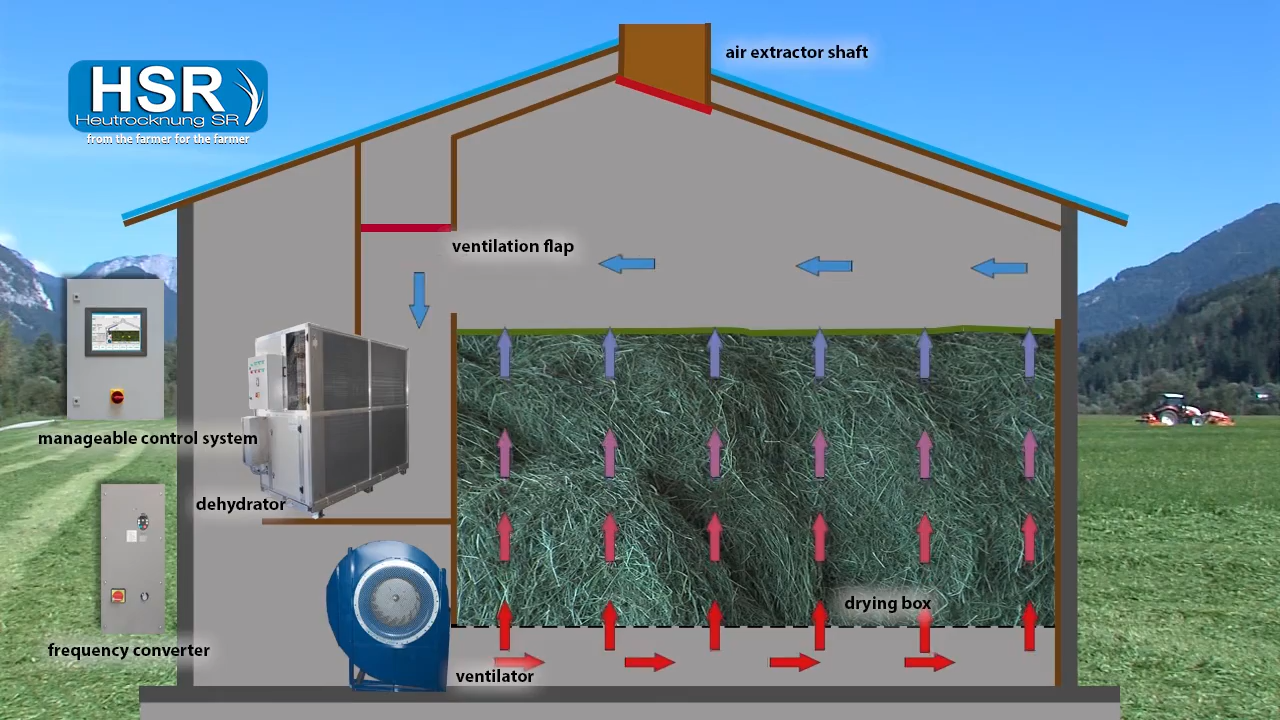 air extractor shaft
HSR
Heutrocknung SR
from the farmer for the farmer
ventilation flap
manageable control system
dehydrator
drying box
frequency converter
ventilator